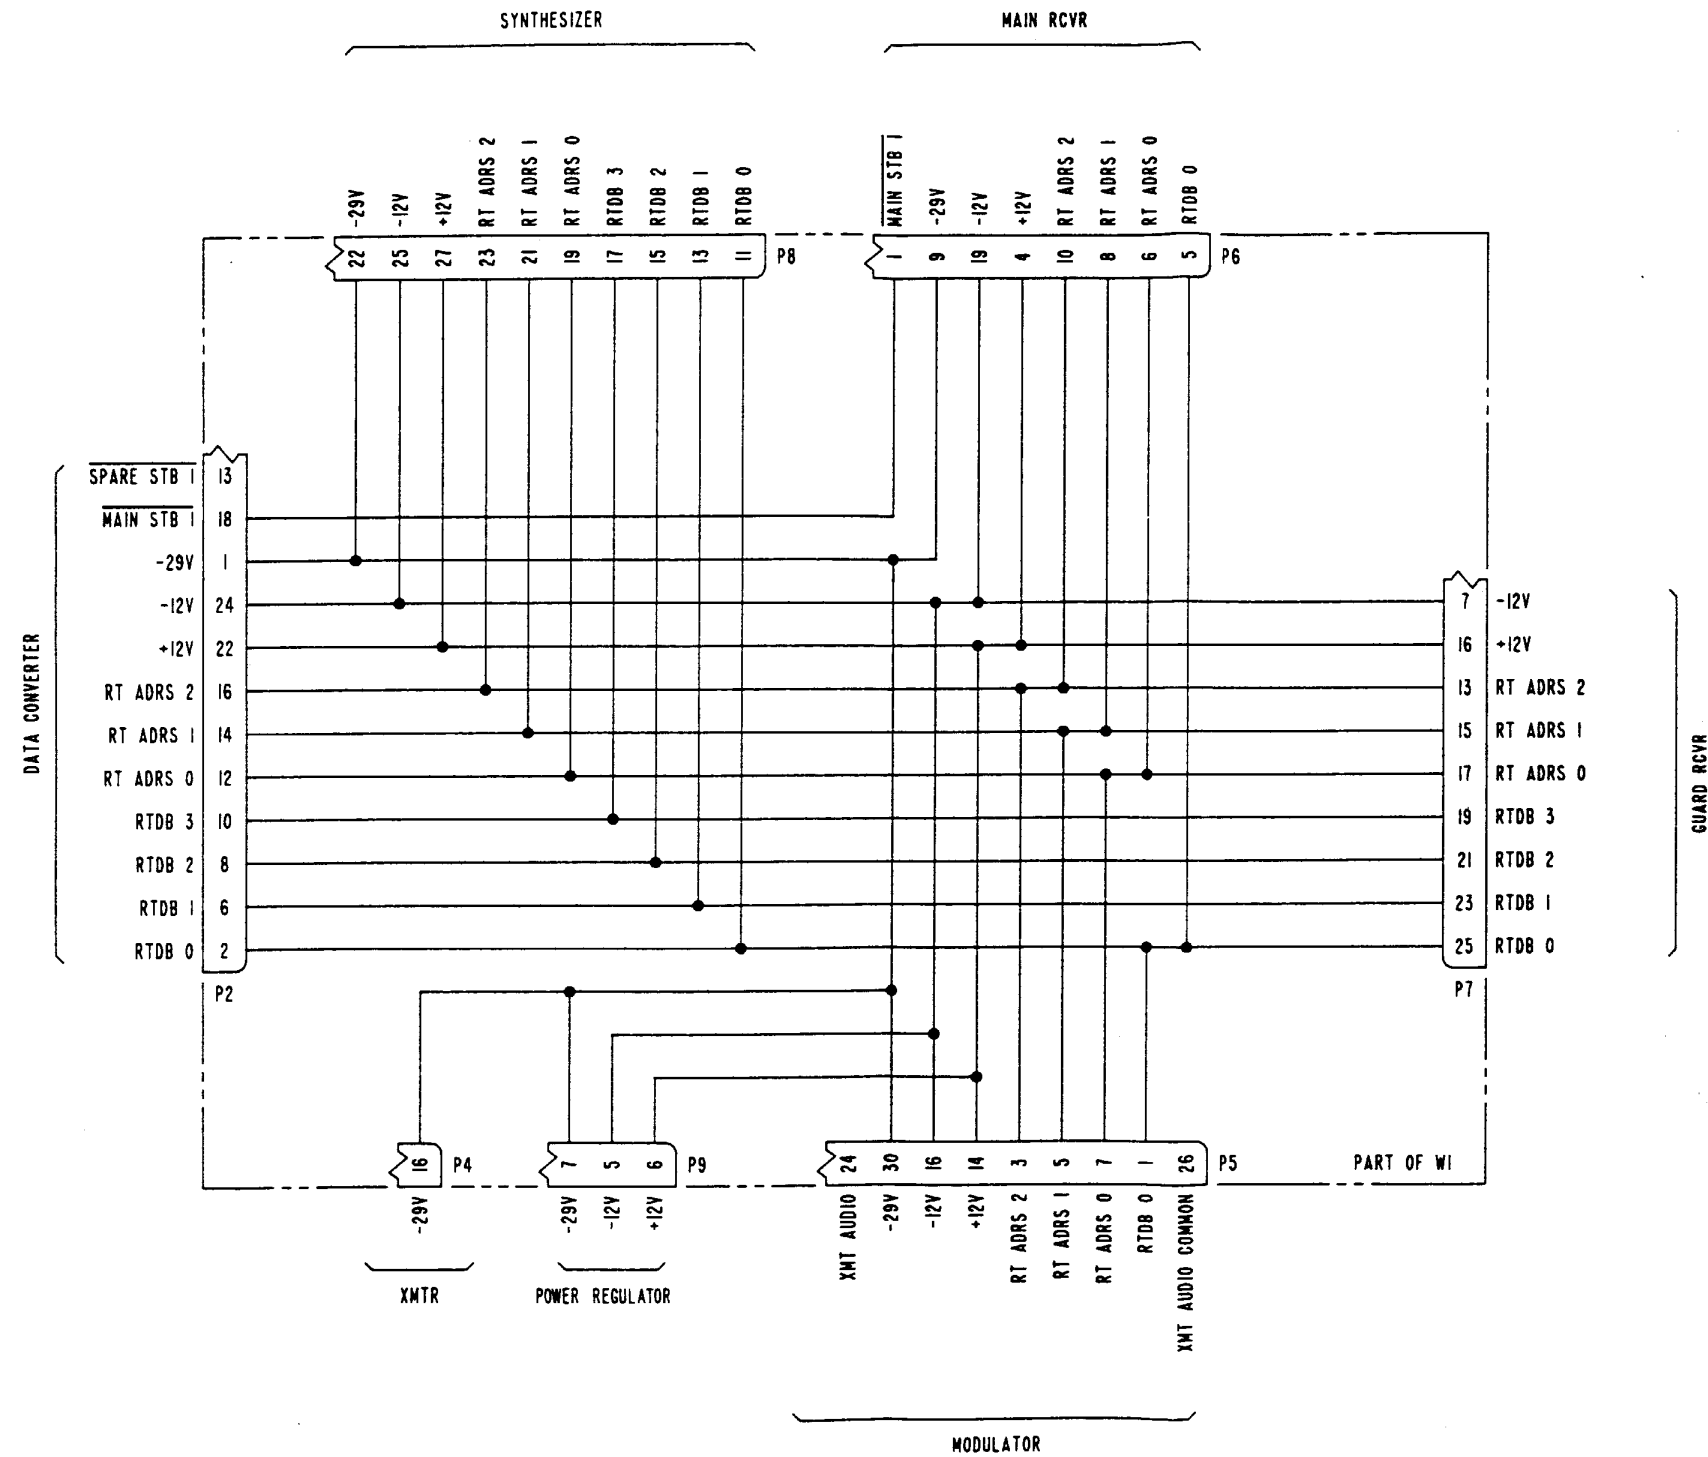 SYNTHESIZER
MAIN RCVR
-29V
-12V
+12V
RT ADRS 2
RT ADRS 1
RT ADRS 0
RTDB 3
RTDB 2
RTDB 1
RTDB 0
MAIN STB 1
-29V
-12V
+12V
RT ADRS 2
RT ADRS 1
RT ADRS 0
RTDB 0
22
25
27
23
21
19
17
15
13
11
P8
1
9
19
4
10
8
6
5
P6
DATA CONVERTER
SPARE STB 1 13
MAIN STB 1 18
-29V 1
-12V 24
+12V 22
RT ADRS 2 16
RT ADRS 1 14
RT ADRS 0 12
RTDB 3 10
RTDB 2 8
RTDB 1 6
RTDB 0 2
P2
7 -12V
16 +12V
13 RT ADRS 2
15 RT ADRS 1
17 RT ADRS 0
19 RTDB 3
21 RTDB 2
23 RTDB 1
25 RTDB 0
P7
GUARD RCVR
16
P4
7
5
6
P9
24
30
16
14
3
5
7
1
26
P5
PART OF W1
-29V
-29V
-12V
+12V
XMT AUDIO
-29V
-12V
+12V
RT ADRS 2
RT ADRS 1
RT ADRS 0
RTDB 0
XMT AUDIO COMMON
XMTR
POWER REGULATOR
MODULATOR